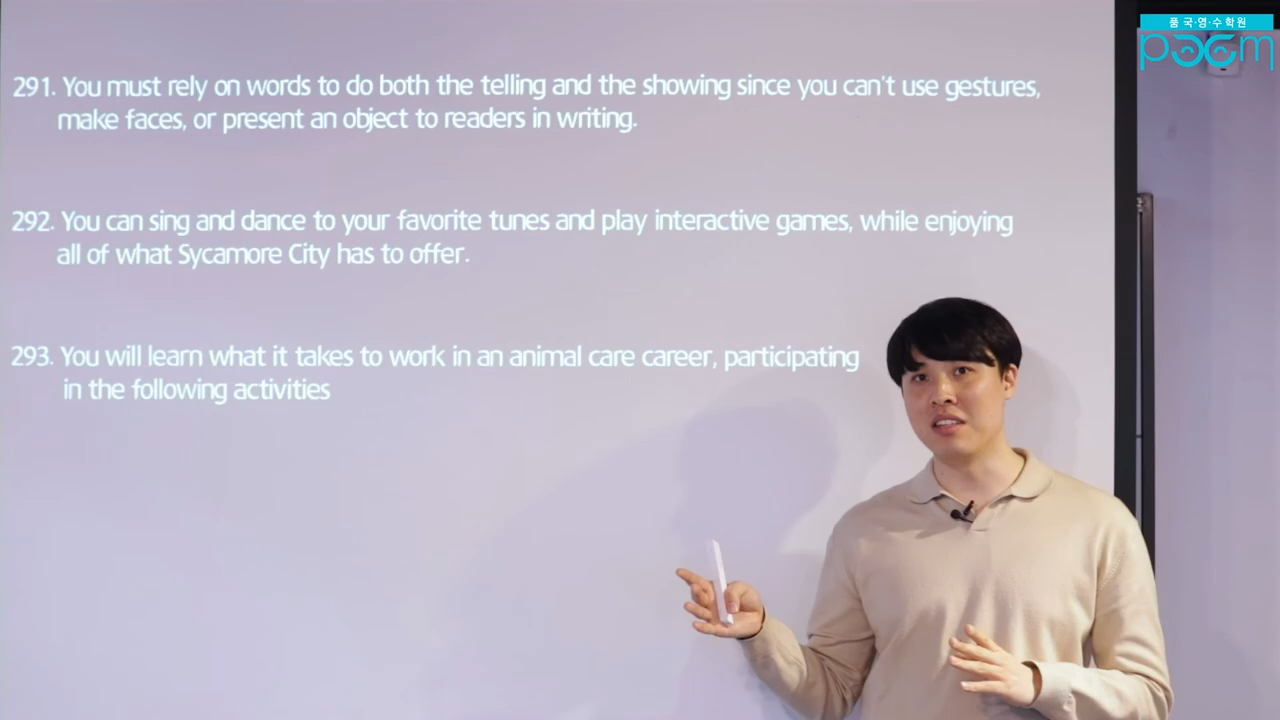 품 국·영·수학원
poem
291. You must rely on words to do both the telling and the showing since you can't use gestures,
make faces, or present an object to readers in writing.
292. You can sing and dance to your favorite tunes and play interactive games, while enjoying
all of what Sycamore City has to offer.
293. You will learn what it takes to work in an animal care career, participating
in the following activities